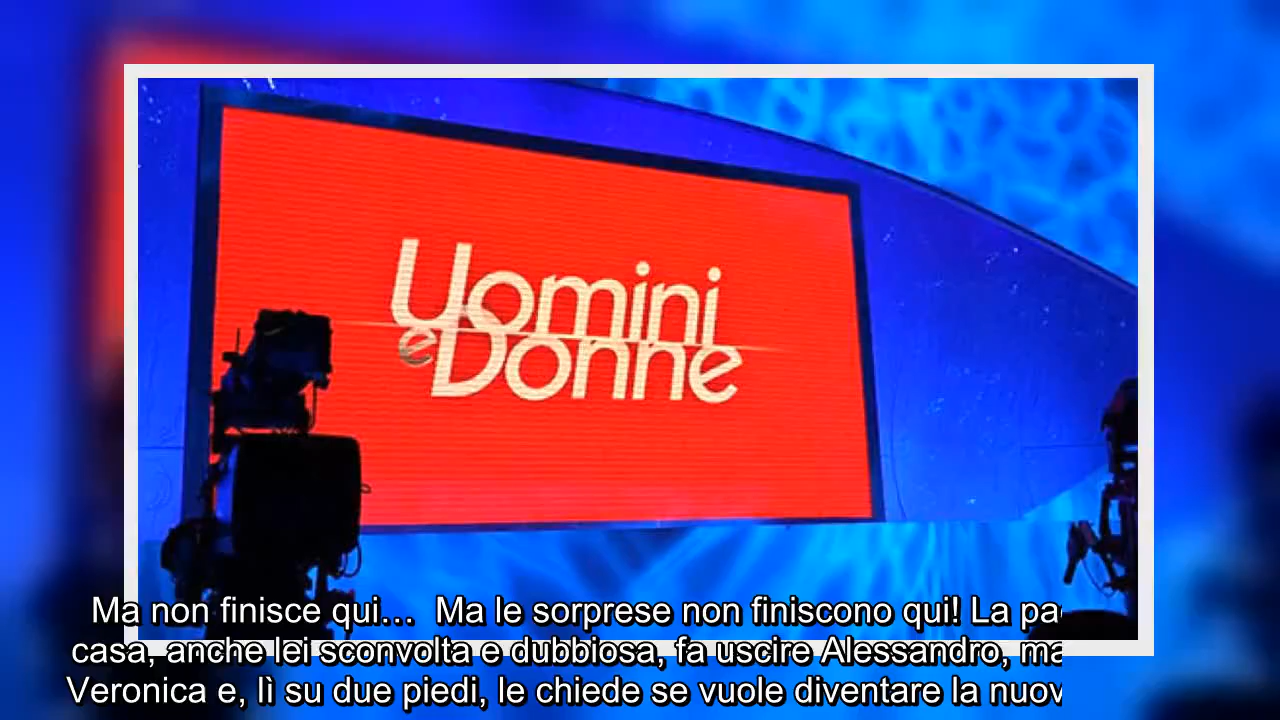 Uomini
e Donne
Ma non finisce qui… Ma le sorprese non finiscono qui! La
casa, anche lei sconvolta e dubbiosa, fa uscire Alessandro,
Veronica e, lì su due piedi, le chiede se vuole diventare la